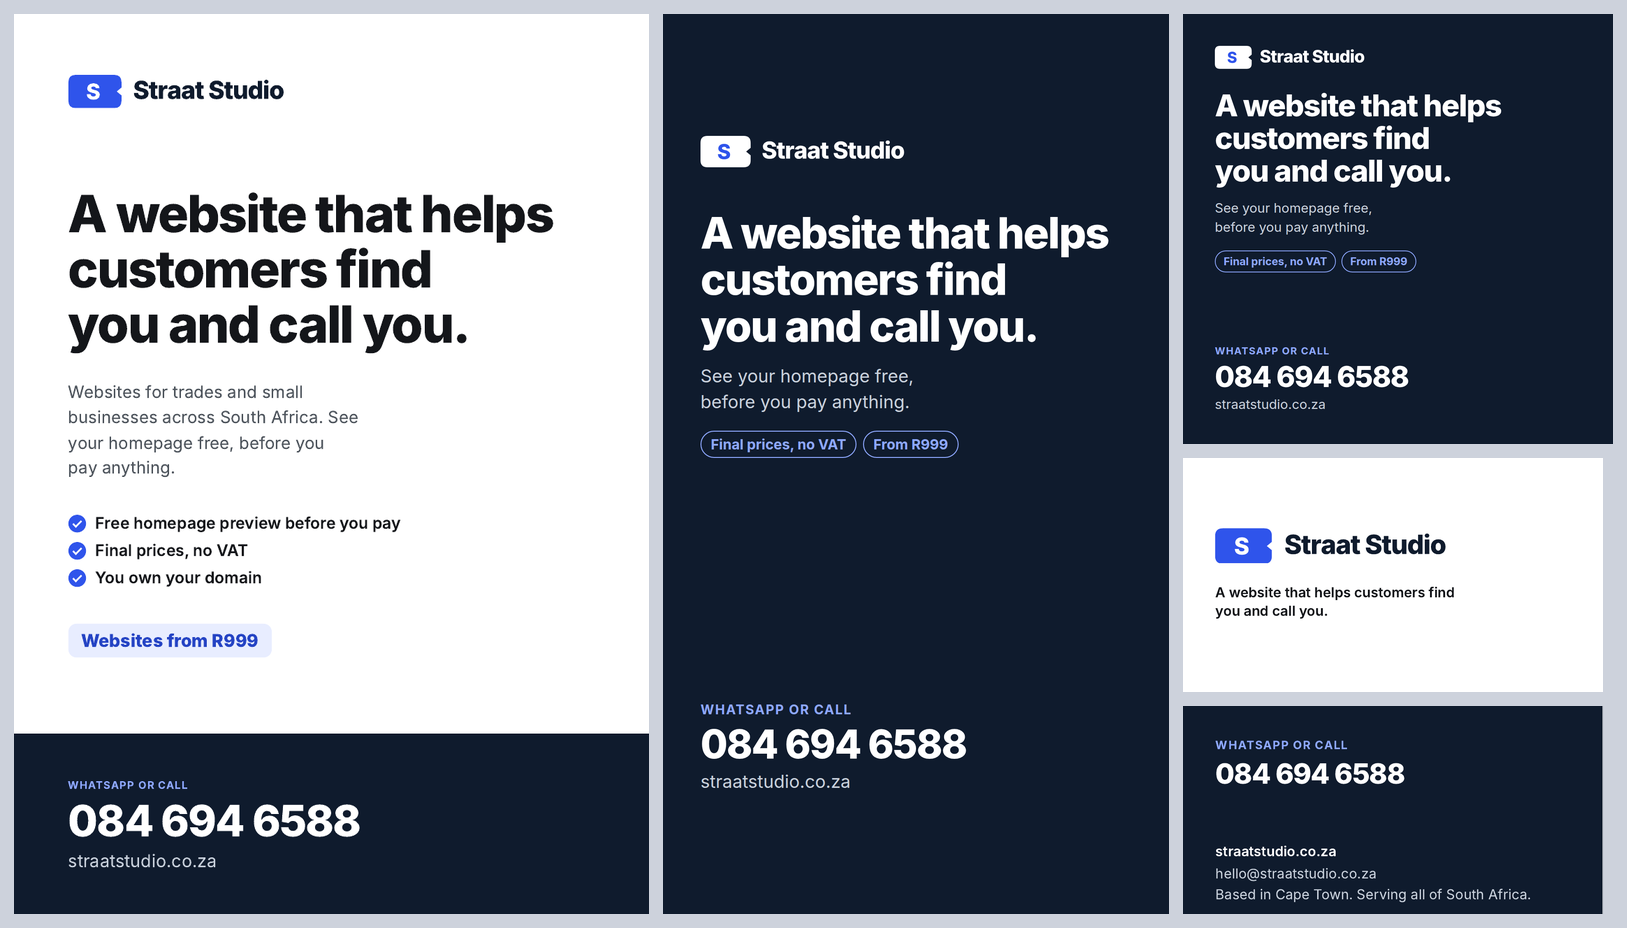 S Straat Studio
A website that helps
customers find
you and call you.
Websites for trades and small
businesses across South Africa. See
your homepage free, before you
pay anything.
Free homepage preview before you pay
Final prices, no VAT
You own your domain
Websites from R999
WHATSAPP OR CALL
084 694 6588
straatstudio.co.za
S Straat Studio
A website that helps
customers find
you and call you.
See your homepage free,
before you pay anything.
Final prices, no VAT From R999
WHATSAPP OR CALL
084 694 6588
straatstudio.co.za
S Straat Studio
A website that helps
customers find
you and call you.
See your homepage free,
before you pay anything.
Final prices, no VAT From R999
WHATSAPP OR CALL
084 694 6588
straatstudio.co.za
S Straat Studio
A website that helps customers find
you and call you.
WHATSAPP OR CALL
084 694 6588
straatstudio.co.za
hello@straatstudio.co.za
Based in Cape Town. Serving all of South Africa.